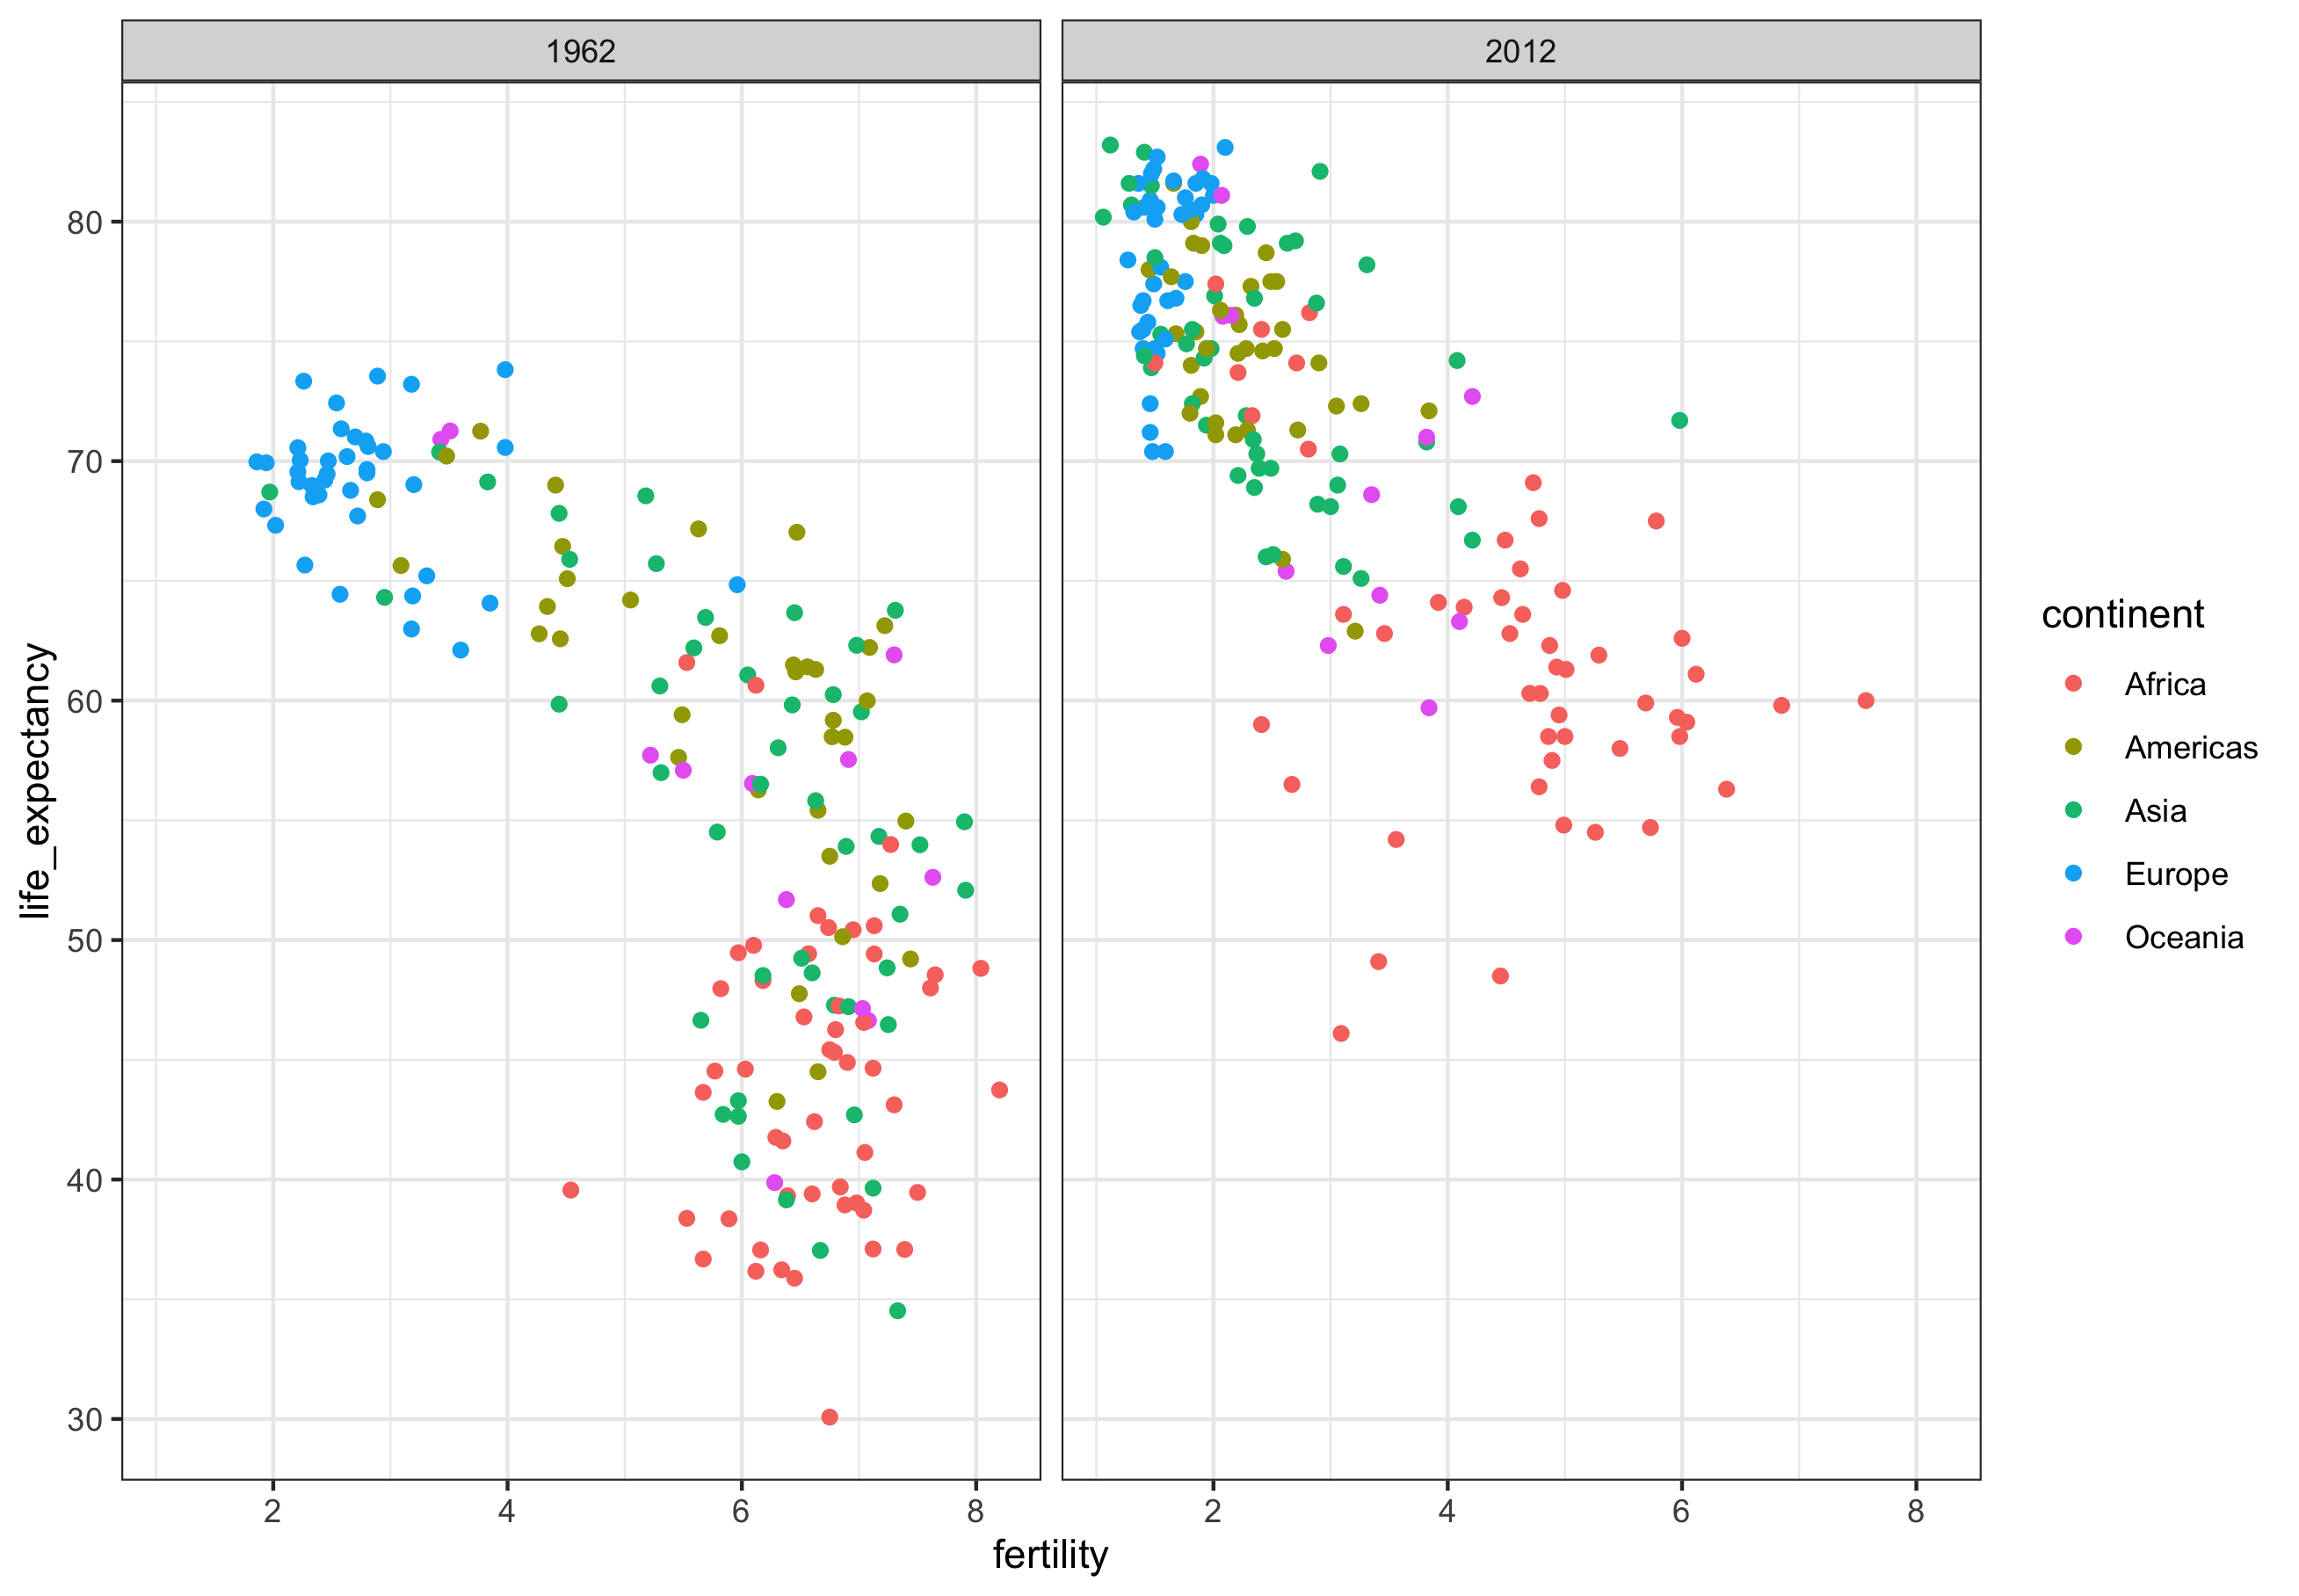 1962
2012
80
70
60
50
40
30
life_expectancy
2 4 6 8
2 4 6 8
fertility
continent
Africa
Americas
Asia
Europe
Oceania